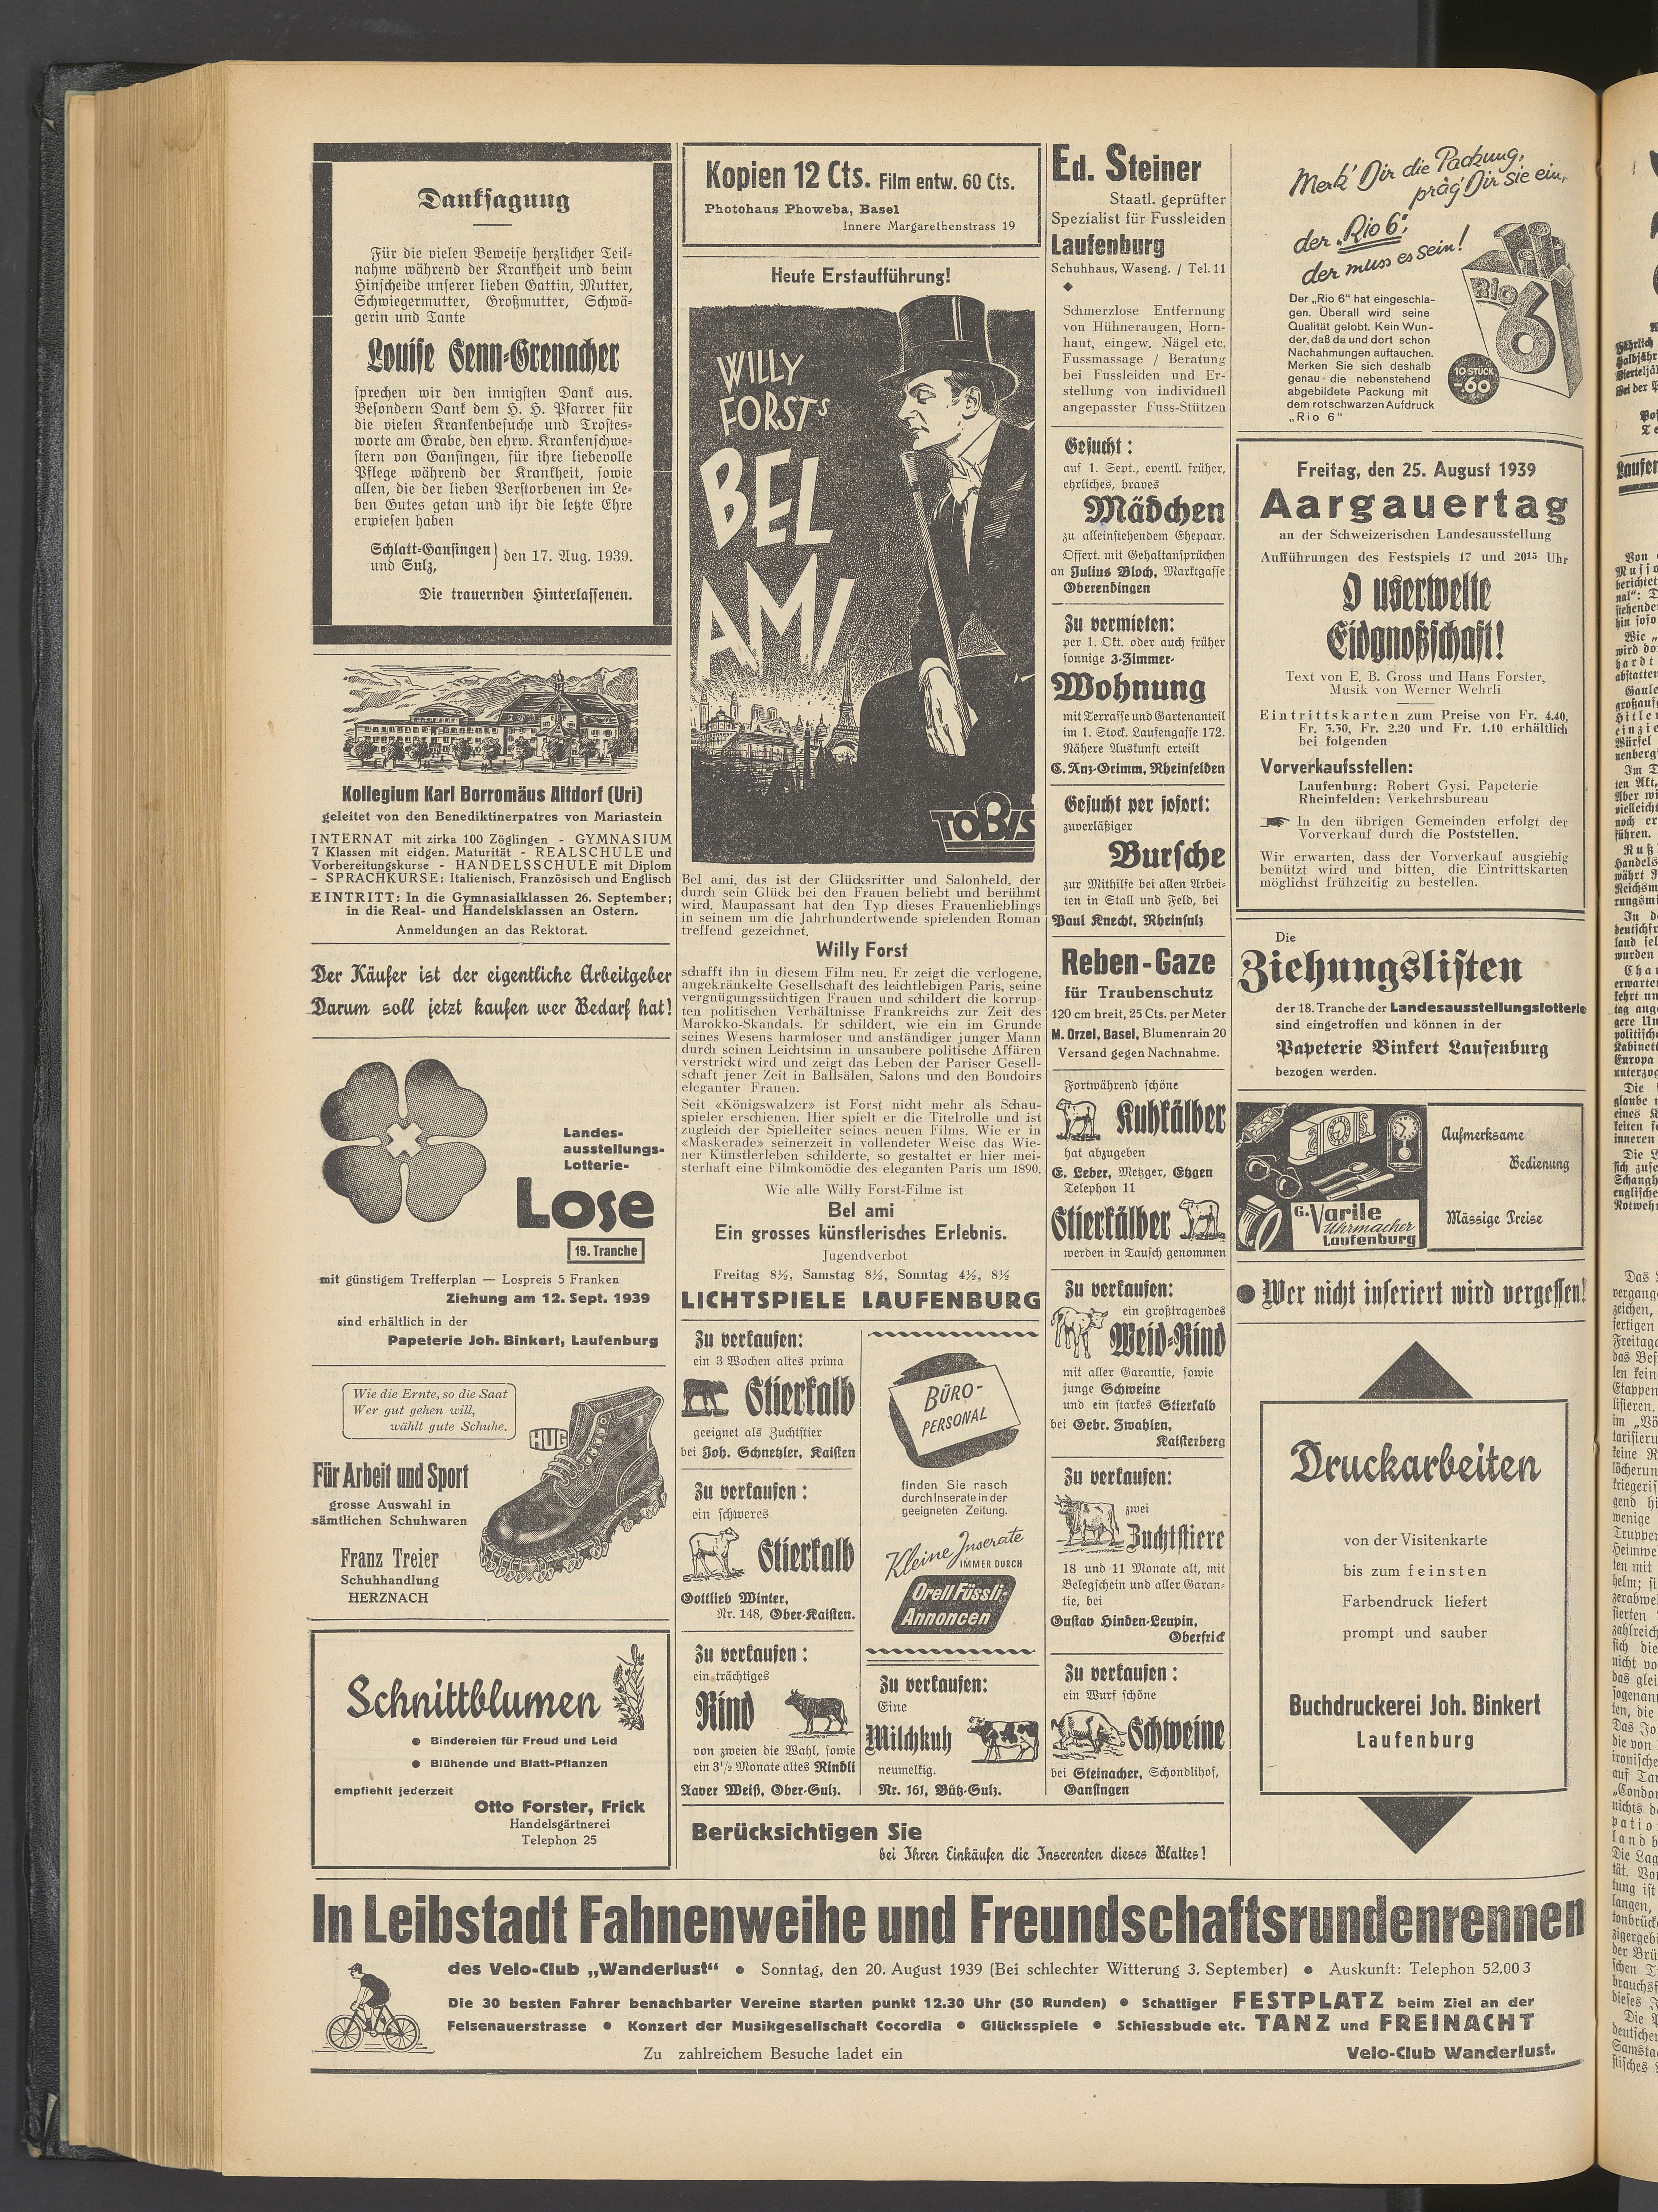 Danksagung
Für die vielen Beweise herzlicher Teil-
nahme während der Krankheit und beim
Hinscheide unserer lieben Gattin, Mutter,
Schwiegermutter, Großmutter, Schwä-
gerin und Tante
Louise Senn-Grenacher
sprechen wir den innigsten Dank aus.
Besondern Dank dem H. H. Pfarrer für
die vielen Krankenbesuche und Trostes-
worte am Grabe, den ehrw. Krankenschwe-
stern von Gansingen, für ihre liebevolle
Pflege während der Krankheit, sowie
allen, die der lieben Verstorbenen im Le-
ben Gutes getan und ihr die letzte Ehre
erwiesen haben
Schlatt-Gansingen
und Sulz,
} den 17. Aug. 1939.
Die trauernden Hinterlassenen.
Kollegium Karl Borromäus Altdorf (Uri)
geleitet von den Benediktinerpatres von Mariastein
INTERNAT mit zirka 100 Zöglingen - GYMNASIUM
7 Klassen mit eidgen. Maturität - REALSCHULE und
Vorbereitungskurse - HANDELSSCHULE mit Diplom
- SPRACHKURSE: Italienisch, Französisch und Englisch
EINTRITT: In die Gymnasialklassen 26. September;
in die Real- und Handelsklassen an Ostern.
Anmeldungen an das Rektorat.
Der Käufer ist der eigentliche Arbeitgeber
Darum soll jetzt kaufen wer Bedarf hat!
Landes-
ausstellungs-
Lotterie-
Lose
19. Tranche
mit günstigem Trefferplan — Lospreis 5 Franken
Ziehung am 12. Sept. 1939
sind erhältlich in der
Papeterie Joh. Binkert, Laufenburg
Wie die Ernte, so die Saat
Wer gut gehen will,
wählt gute Schuhe.
HUG
Für Arbeit und Sport
grosse Auswahl in
sämtlichen Schuhwaren
Franz Treier
Schuhhandlung
HERZNACH
Schnittblumen
● Bindereien für Freud und Leid
● Blühende und Blatt-Pflanzen
empfiehlt jederzeit
Otto Forster, Frick
Handelsgärtnerei
Telephon 25
Kopien 12 Cts. Film entw. 60 Cts.
Photohaus Phoweba, Basel
Innere Margarethenstrass 19
Heute Erstaufführung!
WILLY
FORSTS
BEL
AMI
TOBIS
Bel ami, das ist der Glücksritter und Salonheld, der
durch sein Glück bei den Frauen beliebt und berühmt
wird. Maupassant hat den Typ dieses Frauenlieblings
in seinem um die Jahrhundertwende spielenden Roman
treffend gezeichnet.
Willy Forst
schafft ihn in diesem Film neu. Er zeigt die verlogene,
angekränkelte Gesellschaft des leichtlebigen Paris, seine
vergnügungssüchtigen Frauen und schildert die korrup-
ten politischen Verhältnisse Frankreichs zur Zeit des
Marokko-Skandals. Er schildert, wie ein im Grunde
seines Wesens harmloser und anständiger junger Mann
durch seinen Leichtsinn in unsaubere politische Affären
verstrickt wird und zeigt das Leben der Pariser Gesell-
schaft jener Zeit in Ballsälen, Salons und den Boudoirs
eleganter Frauen.
Seit «Königswalzer» ist Forst nicht mehr als Schau-
spieler erschienen. Hier spielt er die Titelrolle und ist
zugleich der Spielleiter seines neuen Films. Wie er in
«Maskerade» seinerzeit in vollendeter Weise das Wie-
ner Künstlerleben schilderte, so gestaltet er hier mei-
sterhaft eine Filmkomödie des eleganten Paris um 1890.
Wie alle Willy Forst-Filme ist
Bel ami
Ein grosses künstlerisches Erlebnis.
Jugendverbot
Freitag 8½, Samstag 8½, Sonntag 4½, 8½
LICHTSPIELE LAUFENBURG
Zu verkaufen:
ein 3 Wochen altes prima
Stierkalb
geeignet als Zuchtstier
bei Joh. Schnetzler, Kaisten
Zu verkaufen:
ein schweres
Stierkalb
Gottlieb Winter,
Nr. 148, Ober-Kaisten.
Zu verkaufen:
ein trächtiges
Rind
von zweien die Wahl, sowie
ein 3½ Monate altes Rindli
Xaver Weiß, Ober-Sulz.
BÜRO-
PERSONAL
finden Sie rasch
durch Inserate in der
geeigneten Zeitung.
Kleine Inserate
IMMER DURCH
Orell Füssli-
Annoncen
Zu verkaufen:
Eine
Milchkuh
neumelkig.
Nr. 161, Bütz-Sulz.
Ed. Steiner
Staatl. geprüfter
Spezialist für Fussleiden
Laufenburg
Schuhhaus, Waseng. / Tel. 11
◆
Schmerzlose Entfernung
von Hühneraugen, Horn-
haut, eingew. Nägel etc.
Fussmassage / Beratung
bei Fussleiden und Er-
stellung von individuell
angepasster Fuss-Stützen
Gesucht:
auf 1. Sept., eventl. früher,
ehrliches, braves
Mädchen
zu alleinstehendem Ehepaar.
Offert. mit Gehaltansprüchen
an Julius Bloch, Marktgasse
Oberendingen
Zu vermieten:
per 1. Okt. oder auch früher
sonnige 3-Zimmer-
Wohnung
mit Terrasse und Gartenanteil
im 1. Stock. Laufengasse 172.
Nähere Auskunft erteilt
C. Anz-Grimm, Rheinfelden
Gesucht per sofort:
zuverläßiger
Bursche
zur Mithilfe bei allen Arbei-
ten in Stall und Feld, bei
Paul Knecht, Rheinsulz
Reben-Gaze
für Traubenschutz
120 cm breit, 25 Cts. per Meter
M. Orzel, Basel, Blumenrain 20
Versand gegen Nachnahme.
Fortwährend schöne
Kuhkälber
hat abzugeben
E. Leber, Metzger, Etzgen
Telephon 11
Stierkälber
werden in Tausch genommen
Zu verkaufen:
ein großtragendes
Weid-Rind
mit aller Garantie, sowie
junge Schweine
und ein starkes Stierkalb
bei Gebr. Zwahlen,
Kaisterberg
Zu verkaufen:
zwei
Zuchtstiere
18 und 11 Monate alt, mit
Belegschein und aller Garan-
tie, bei
Gustav Hinden-Leupin,
Oberfrick
Zu verkaufen:
ein Wurf schöne
Schweine
bei Steinacher, Schondlihof,
Gansingen
Berücksichtigen Sie
bei Ihren Einkäufen die Inserenten dieses Blattes!
Merk' Dir die Packung,
präg' Dir sie ein,
der „Rio 6“,
der muss es sein!
Der „Rio 6“ hat eingeschla-
gen. Überall wird seine
Qualität gelobt. Kein Wun-
der, daß da und dort schon
Nachahmungen auftauchen.
Merken Sie sich deshalb
genau die nebenstehend
abgebildete Packung mit
dem rotschwarzen Aufdruck
„Rio 6“
Rio
6
10 STÜCK
-.60
Freitag, den 25. August 1939
Aargauertag
an der Schweizerischen Landesausstellung
Aufführungen des Festspiels 17 und 20¹⁵ Uhr
O userwelte
Eidgnoßschaft!
Text von E. B. Gross und Hans Forster,
Musik von Werner Wehrli
Eintrittskarten zum Preise von Fr. 4.40,
Fr. 3.30, Fr. 2.20 und Fr. 1.10 erhältlich
bei folgenden
Vorverkaufsstellen:
Laufenburg: Robert Gysi, Papeterie
Rheinfelden: Verkehrsbureau
In den übrigen Gemeinden erfolgt der
Vorverkauf durch die Poststellen.
Wir erwarten, dass der Vorverkauf ausgiebig
benützt wird und bitten, die Eintrittskarten
möglichst frühzeitig zu bestellen.
Die
Ziehungslisten
der 18. Tranche der Landesausstellungslotterie
sind eingetroffen und können in der
Papeterie Binkert Laufenburg
bezogen werden.
G. Varile
Uhrmacher
Laufenburg
Aufmerksame
Bedienung
Mässige Preise
● Wer nicht inseriert wird vergessen!
Druckarbeiten
von der Visitenkarte
bis zum feinsten
Farbendruck liefert
prompt und sauber
Buchdruckerei Joh. Binkert
Laufenburg
In Leibstadt Fahnenweihe und Freundschaftsrundenrennen
des Velo-Club „Wanderlust“ ● Sonntag, den 20. August 1939 (Bei schlechter Witterung 3. September) ● Auskunft: Telephon 52.003
Die 30 besten Fahrer benachbarter Vereine starten punkt 12.30 Uhr (50 Runden) ● Schattiger FESTPLATZ beim Ziel an der
Felsenauerstrasse ● Konzert der Musikgesellschaft Cocordia ● Glücksspiele ● Schiessbude etc. TANZ und FREINACHT
Zu zahlreichem Besuche ladet ein
Velo-Club Wanderlust.